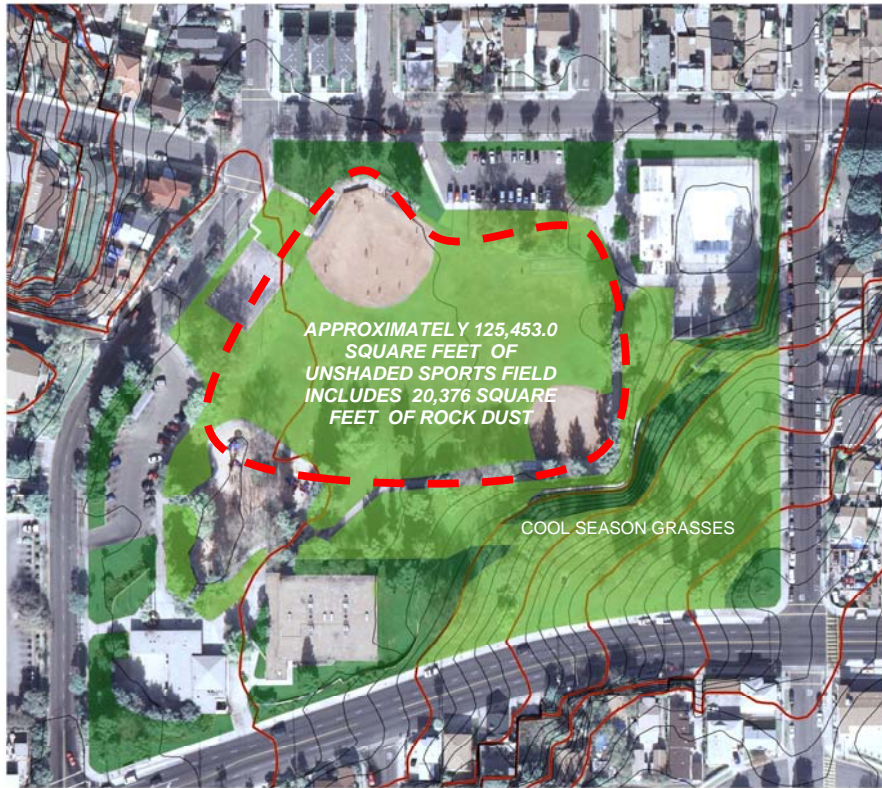 APPROXIMATELY 125,453.0
SQUARE FEET OF
UNSHADED SPORTS FIELD
INCLUDES 20,376 SQUARE
FEET OF ROCK DUST
COOL SEASON GRASSES